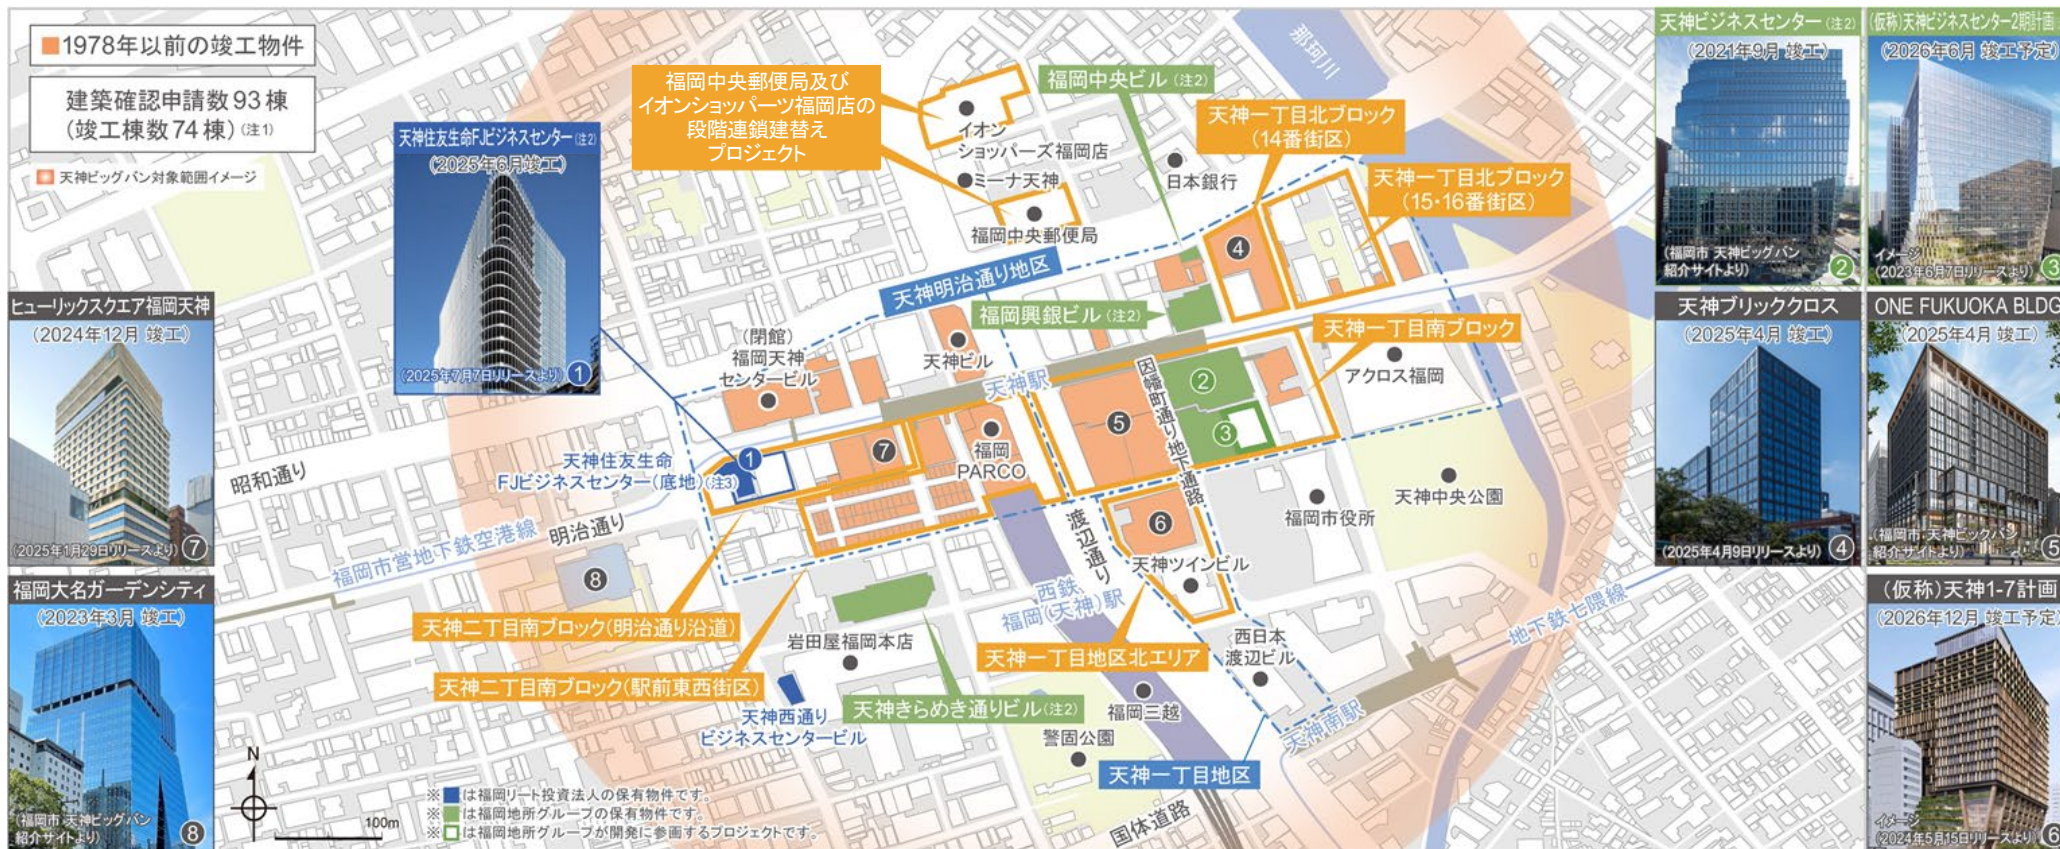 1978年以前の竣工物件
建築確認申請数 93 棟
(竣工棟数 74 棟) (注1)
天神ビッグバン対象範囲イメージ
ヒューリックスクエア福岡天神
(2024年12月 竣工)
(2025年1月29日リリースより) 7
福岡大名ガーデンシティ
(2023年3月 竣工)
(福岡市 天神ビッグバン
紹介サイトより) 8
天神住友生命FJビジネスセンター (注2)
(2025年6月竣工)
(2025年7月7日リリースより) 1
福岡中央郵便局及び
イオンショッパーツ福岡店の
段階連鎖建替え
プロジェクト
イオン
ショッパーズ福岡店
ミーナ天神
福岡中央郵便局
福岡中央ビル (注2)
日本銀行
那珂川
天神一丁目北ブロック
(14番街区)
天神一丁目北ブロック
(15・16番街区)
4
天神明治通り地区
福岡興銀ビル (注2)
天神一丁目南ブロック
(閉館)
福岡天神
センタービル
天神ビル
天神駅
因幡町通り地下通路
2
アクロス福岡
5
3
7
福岡
PARCO
1
天神住友生命
FJビジネスセンター(底地) (注3)
昭和通り
明治通り
福岡市営地下鉄空港線
8
渡辺通り
6
天神ツインビル
福岡市役所
天神中央公園
西鉄
福岡(天神)駅
天神二丁目南ブロック(明治通り沿道)
天神二丁目南ブロック(駅前東西街区)
岩田屋福岡本店
天神西通り
ビジネスセンタービル
天神きらめき通りビル (注2)
天神一丁目地区北エリア
西日本
渡辺ビル
地下鉄七隈線
天神南駅
福岡三越
警固公園
天神一丁目地区
国体道路
N
100m
※ は福岡リート投資法人の保有物件です。
※ は福岡地所グループの保有物件です。
※ は福岡地所グループが開発に参画するプロジェクトです。
天神ビジネスセンター (注2)
(2021年9月 竣工)
(福岡市 天神ビッグバン
紹介サイトより) 2
(仮称)天神ビジネスセンター2期計画
(2026年6月 竣工予定)
イメージ
(2023年6月7日リリースより) 3
天神ブリッククロス
(2025年4月 竣工)
(2025年4月9日リリースより) 4
ONE FUKUOKA BLDG
(2025年4月 竣工)
(福岡市 天神ビックバン
紹介サイトより) 5
(仮称)天神1-7計画
(2026年12月 竣工予定)
イメージ
(2024年5月15日リリースより) 6